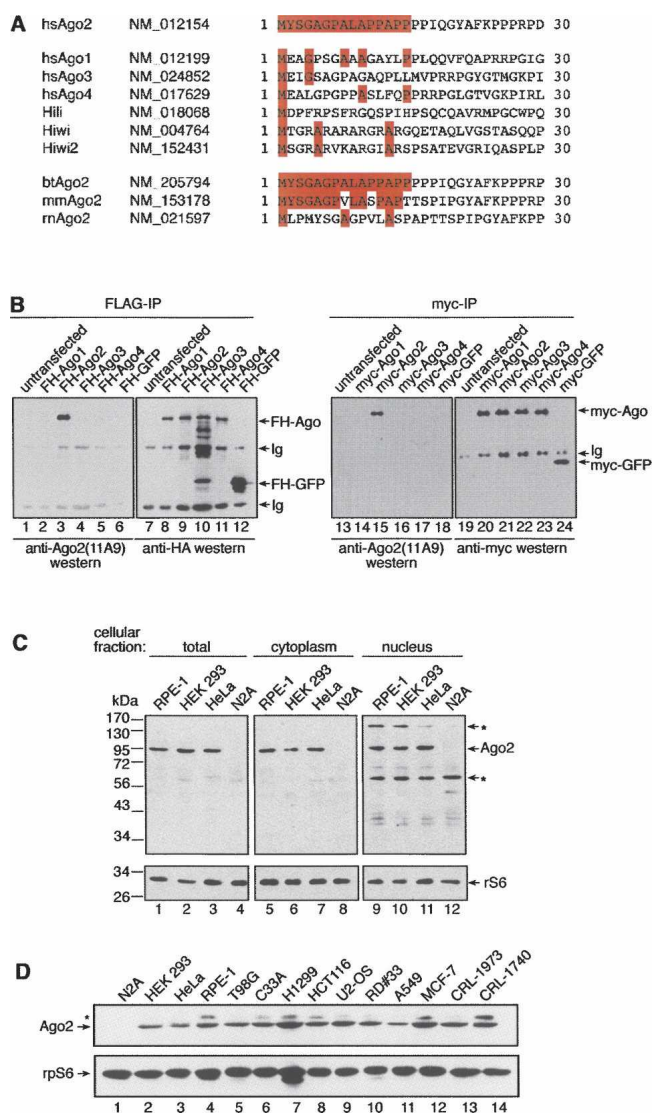 A
hsAgo2 NM_012154 1 MYSGAGPALAPPAPPPPIQGYAFKPPPRPD 30
hsAgo1 NM_012199 1 MEAGPSGAAAGAYLPPLQQVFQAPRRPGIG 30
hsAgo3 NM_024852 1 MEIGSAGPAGAQPLLMVPRRPGYGTMGKPI 30
hsAgo4 NM_017629 1 MEALGPGPPASLFQPPRRPGLGTVGKPIRL 30
Hili NM_018068 1 MDPFRPSFRGQSPIHPSQCQAVRMPGCWPQ 30
Hiwi NM_004764 1 MTGRARARARGRARGQETAQLVGSTASQQP 30
Hiwi2 NM_152431 1 MSGRARVKARGIARSPSATEVGRIQASPLP 30
btAgo2 NM_205794 1 MYSGAGPALAPPAPPPPIQGYAFKPPPRPD 30
mmAgo2 NM_153178 1 MYSGAGPVLASPAPTTSPIPGYAFKPPPRP 30
rnAgo2 NM_021597 1 MLPMYSGAGPVLASPAPTTSPIPGYAFKPP 30
B
FLAG-IP myc-IP
untransfected FH-Ago1 FH-Ago2 FH-Ago3 FH-Ago4 FH-GFP untransfected FH-Ago1 FH-Ago2 FH-Ago3 FH-Ago4 FH-GFP untransfected myc-Ago1 myc-Ago2 myc-Ago3 myc-Ago4 myc-GFP untransfected myc-Ago1 myc-Ago2 myc-Ago3 myc-Ago4 myc-GFP
FH-Ago myc-Ago
Ig Ig
FH-GFP myc-GFP
Ig
1 2 3 4 5 6 7 8 9 10 11 12 13 14 15 16 17 18 19 20 21 22 23 24
anti-Ago2(11A9) western anti-HA western anti-Ago2(11A9) western anti-myc western
C
cellular fraction: total cytoplasm nucleus
RPE-1 HEK 293 HeLa N2A RPE-1 HEK 293 HeLa N2A RPE-1 HEK 293 HeLa N2A
kDa
170
130 *
95 Ago2
72
56 *
43
34
34 rS6
26
1 2 3 4 5 6 7 8 9 10 11 12
D
N2A HEK 293 HeLa RPE-1 T98G C33A H1299 HCT116 U2-OS RD#33 A549 MCF-7 CRL-1973 CRL-1740
*
Ago2
rpS6
1 2 3 4 5 6 7 8 9 10 11 12 13 14